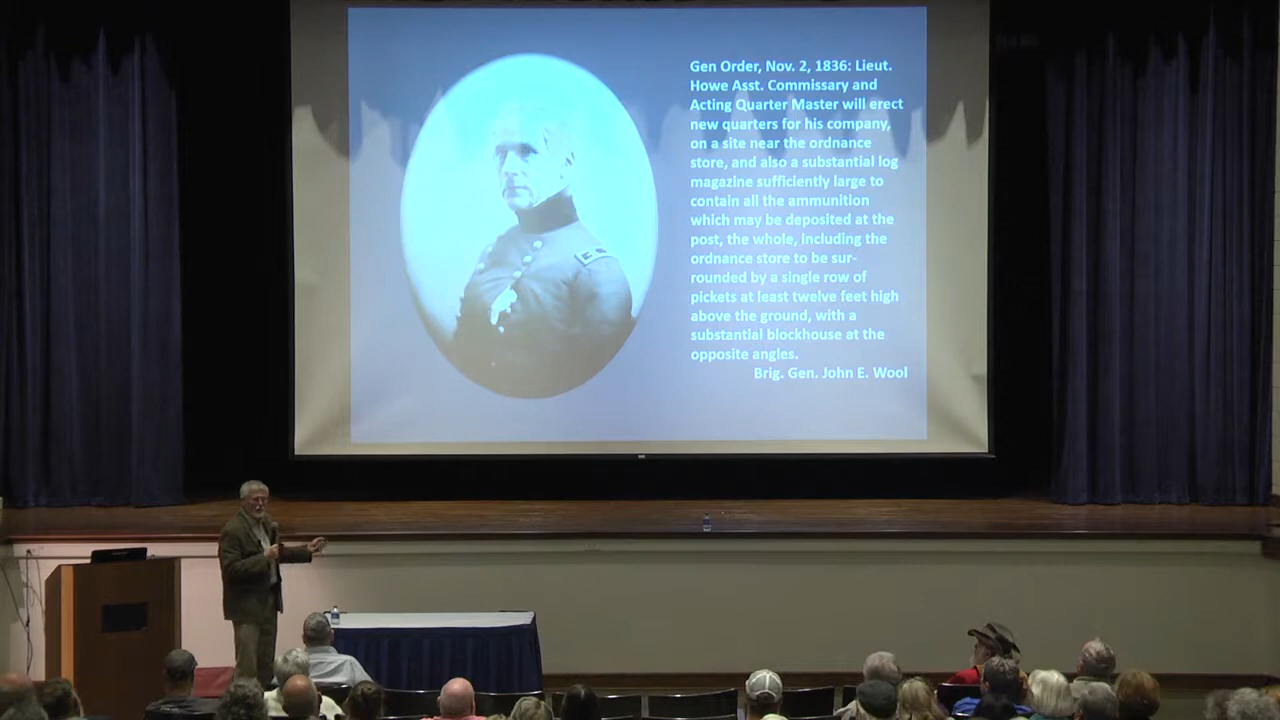 Gen Order, Nov. 2, 1836: Lieut.
Howe Asst. Commissary and
Acting Quarter Master will erect
new quarters for his company,
on a site near the ordnance
store, and also a substantial log
magazine sufficiently large to
contain all the ammunition
which may be deposited at the
post, the whole, including the
ordnance store to be sur-
rounded by a single row of
pickets at least twelve feet high
above the ground, with a
substantial blockhouse at the
opposite angles.
Brig. Gen. John E. Wool